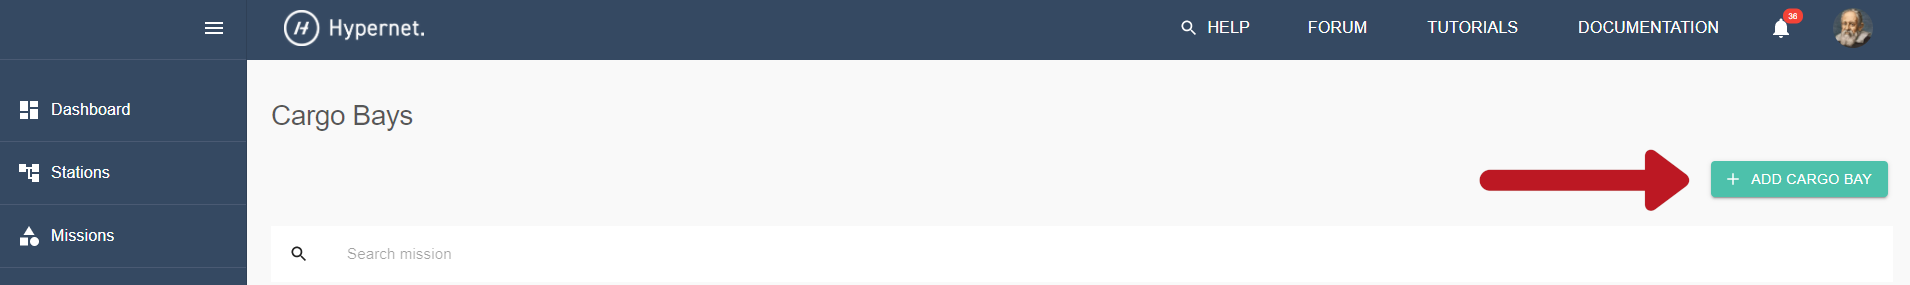 Hypernet.
HELP FORUM TUTORIALS DOCUMENTATION 36
Dashboard
Stations
Missions
Cargo Bays
+ ADD CARGO BAY
Search mission